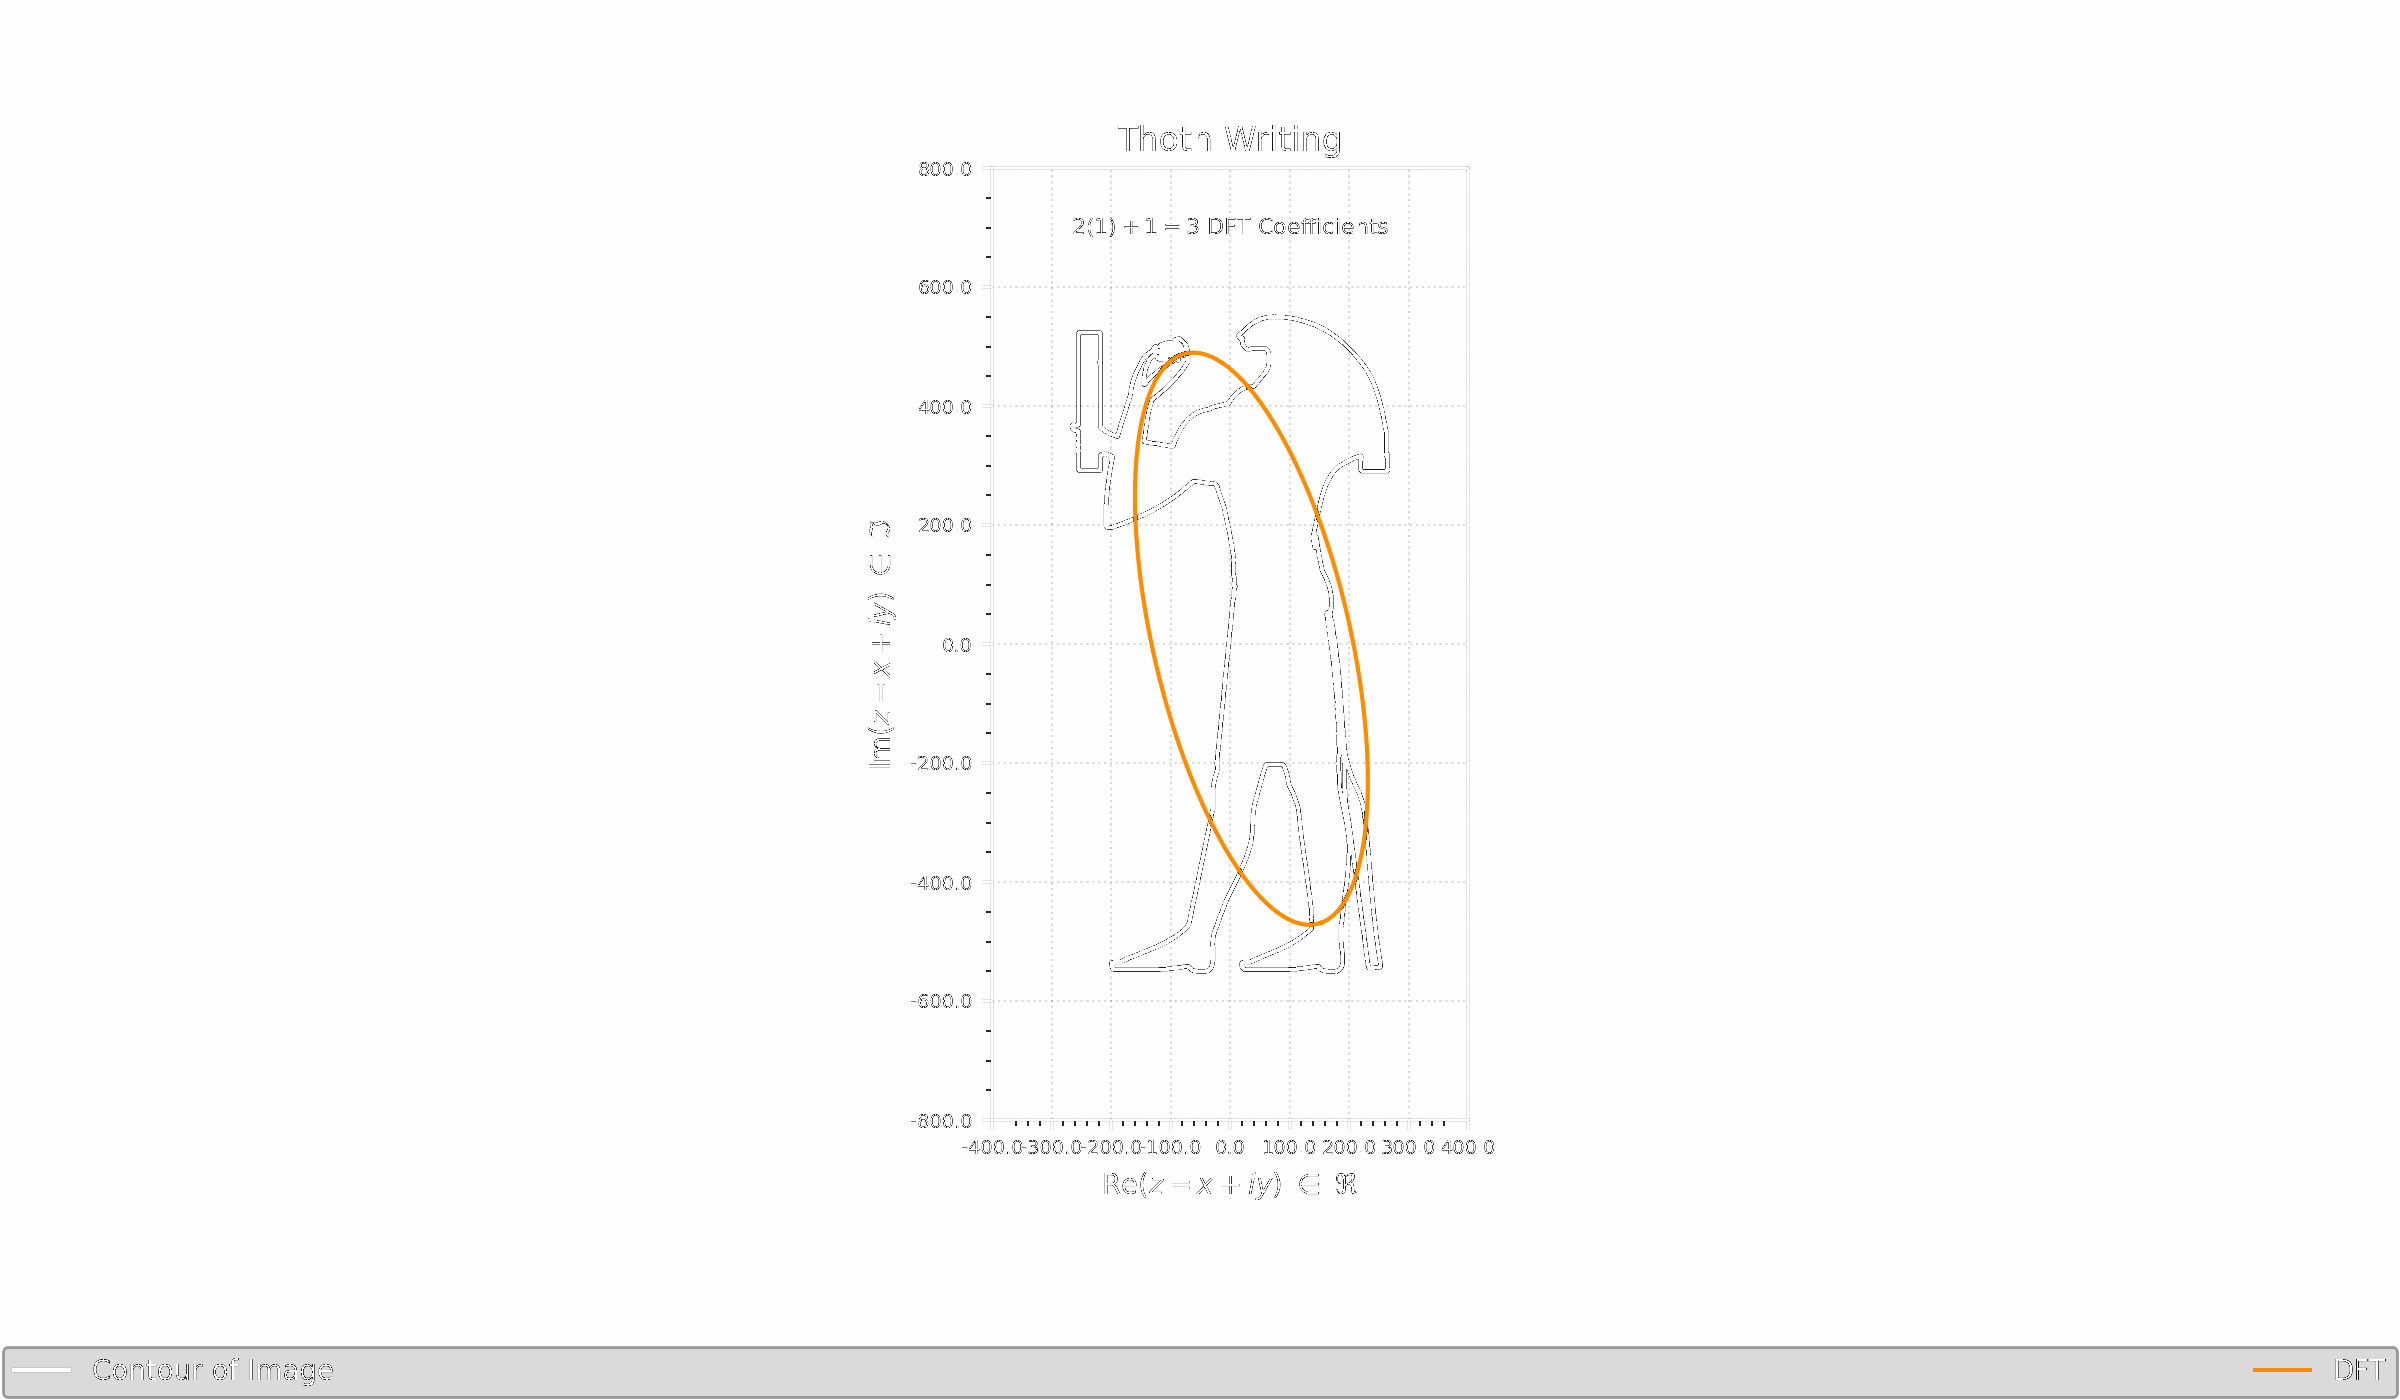 Thoth Writing
2(1) + 1 = 3 DFT Coefficients
800.0
600.0
400.0
200.0
0.0
-200.0
-400.0
-600.0
-800.0
Im(z = x + iy) ∈ ℑ
-400.0 -300.0 -200.0 -100.0 0.0 100.0 200.0 300.0 400.0
Re(z = x + iy) ∈ ℜ
Contour of Image
DFT